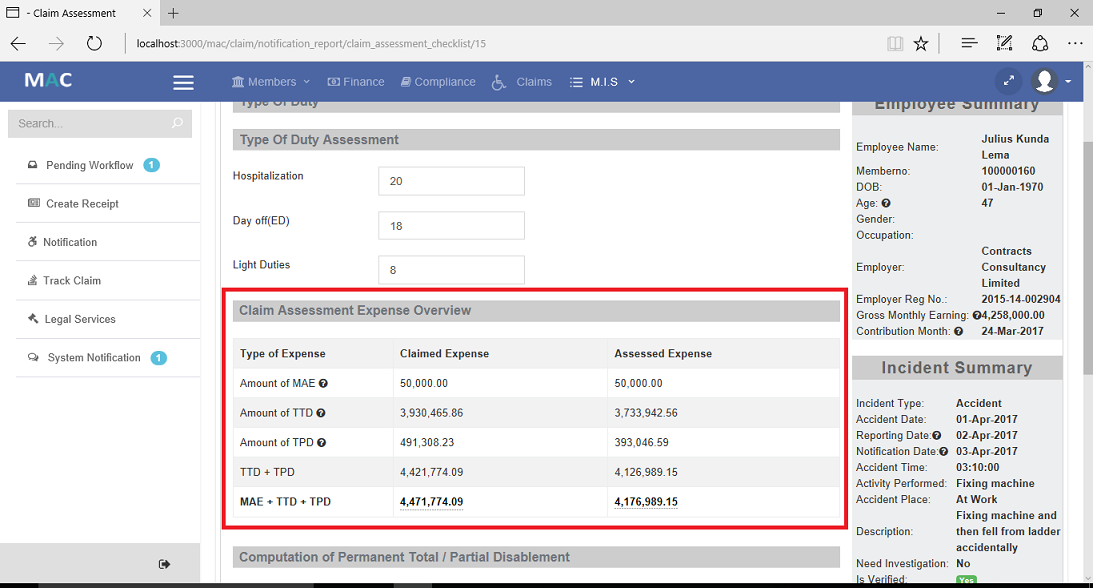 - Claim Assessment
localhost:3000/mac/claim/notification_report/claim_assessment_checklist/15
MAC
Members
Finance
Compliance
Claims
M.I.S
Search...
Pending Workflow 1
Create Receipt
Notification
Track Claim
Legal Services
System Notification 1
Type Of Duty
Type Of Duty Assessment
Hospitalization 20
Day off(ED) 18
Light Duties 8
Claim Assessment Expense Overview
Type of Expense Claimed Expense Assessed Expense
Amount of MAE 50,000.00 50,000.00
Amount of TTD 3,930,465.86 3,733,942.56
Amount of TPD 491,308.23 393,046.59
TTD + TPD 4,421,774.09 4,126,989.15
MAE + TTD + TPD 4,471,774.09 4,176,989.15
Computation of Permanent Total / Partial Disablement
Employee Summary
Employee Name: Julius Kunda
Lema
Memberno: 100000160
DOB: 01-Jan-1970
Age: 47
Gender:
Occupation:
Employer: Contracts
Consultancy
Limited
Employer Reg No.: 2015-14-002904
Gross Monthly Earning: 4,258,000.00
Contribution Month: 24-Mar-2017
Incident Summary
Incident Type: Accident
Accident Date: 01-Apr-2017
Reporting Date: 02-Apr-2017
Notification Date: 03-Apr-2017
Accident Time: 03:10:00
Activity Performed: Fixing machine
Accident Place: At Work
Description: Fixing machine and
then fell from ladder
accidentally
Need Investigation: No
Is Verified: Yes